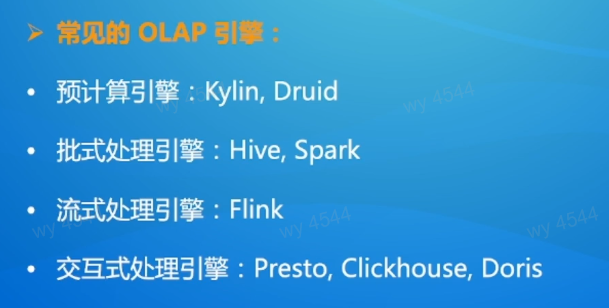 ➢ 常见的 OLAP 引擎：
• 预计算引擎：Kylin, Druid
• 批式处理引擎：Hive, Spark
• 流式处理引擎：Flink
• 交互式处理引擎：Presto, Clickhouse, Doris
wy 4544
wy 4544
wy 4544
wy 4544
wy 4544